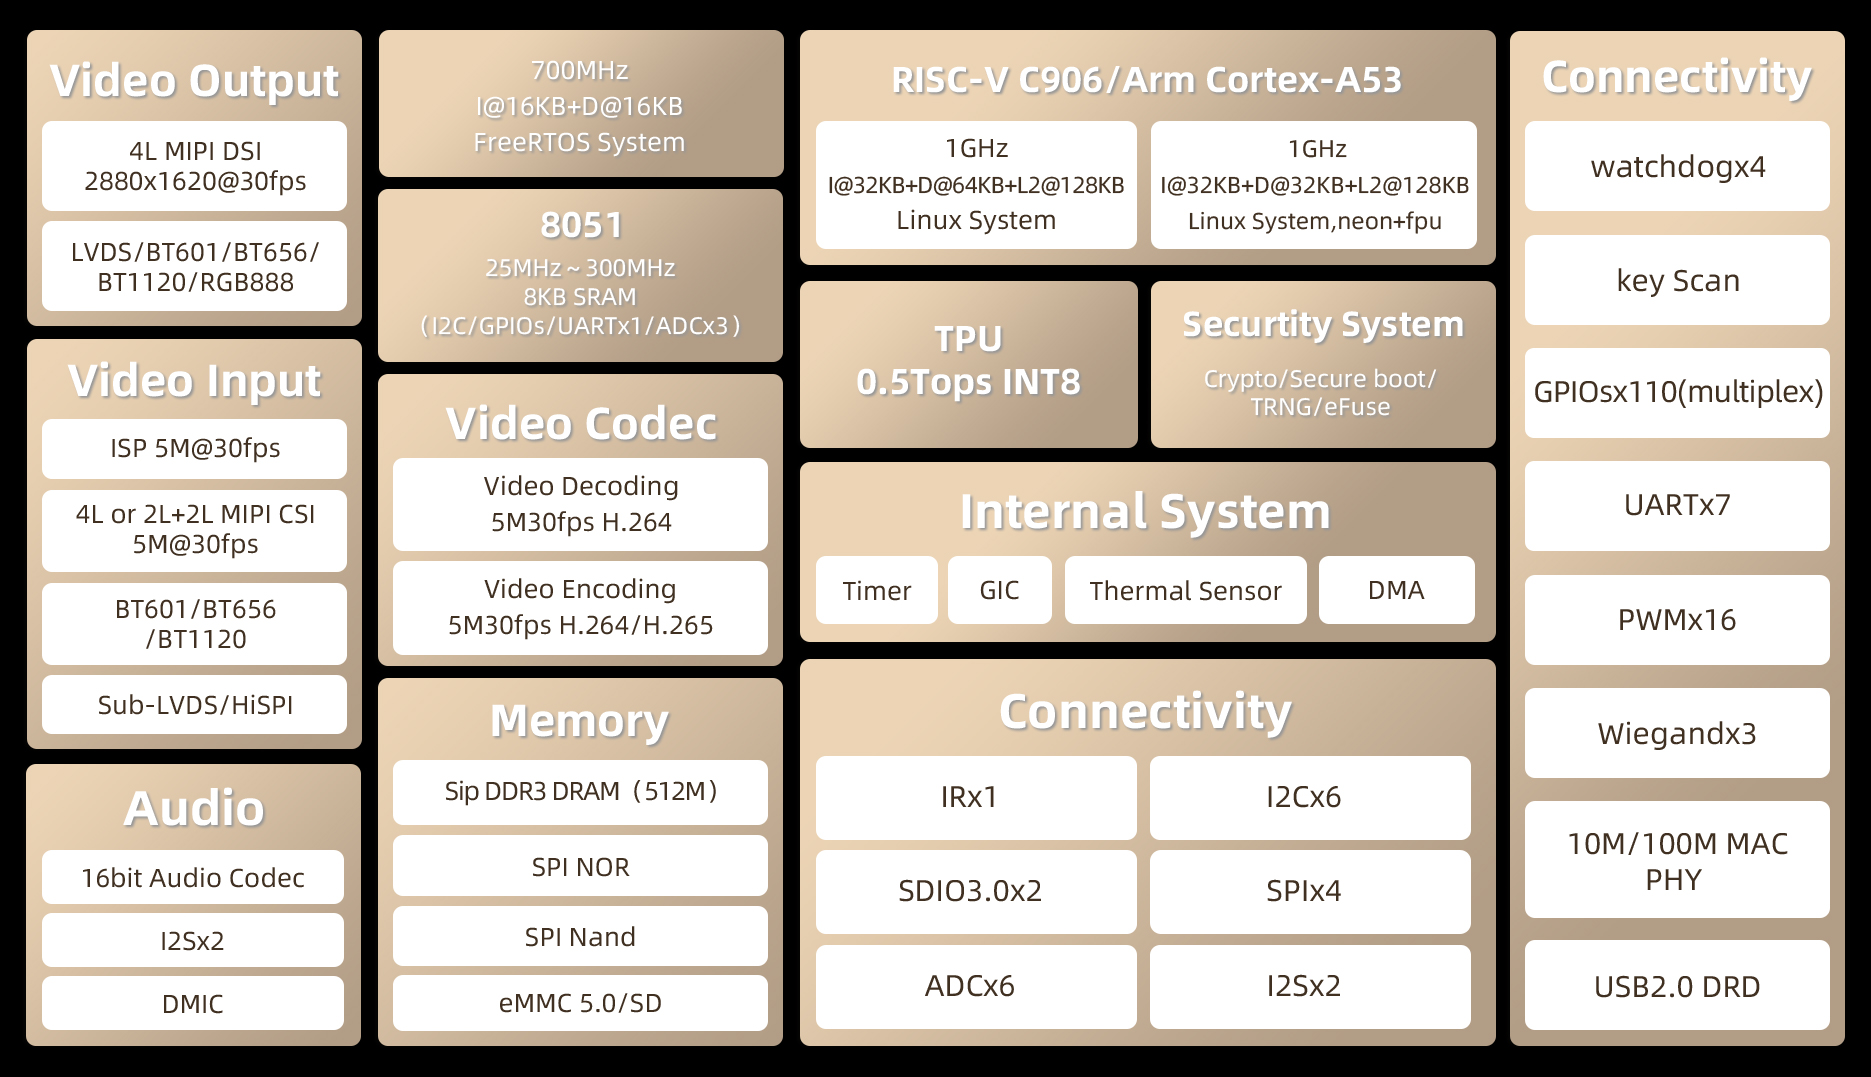 Video Output
4L MIPI DSI
2880x1620@30fps
LVDS/BT601/BT656/
BT1120/RGB888
Video Input
ISP 5M@30fps
4L or 2L+2L MIPI CSI
5M@30fps
BT601/BT656
/BT1120
Sub-LVDS/HiSPI
Audio
16bit Audio Codec
I2Sx2
DMIC
700MHz
I@16KB+D@16KB
FreeRTOS System
8051
25MHz~300MHz
8KB SRAM
(I2C/GPIOs/UARTx1/ADCx3)
Video Codec
Video Decoding
5M30fps H.264
Video Encoding
5M30fps H.264/H.265
Memory
Sip DDR3 DRAM (512M)
SPI NOR
SPI Nand
eMMC 5.0/SD
RISC-V C906/Arm Cortex-A53
1GHz
I@32KB+D@64KB+L2@128KB
Linux System
1GHz
I@32KB+D@32KB+L2@128KB
Linux System,neon+fpu
TPU
0.5Tops INT8
Securtity System
Crypto/Secure boot/
TRNG/eFuse
Internal System
Timer
GIC
Thermal Sensor
DMA
Connectivity
IRx1
I2Cx6
SDIO3.0x2
SPIx4
ADCx6
I2Sx2
Connectivity
watchdogx4
key Scan
GPIOsx110(multiplex)
UARTx7
PWMx16
Wiegandx3
10M/100M MAC
PHY
USB2.0 DRD